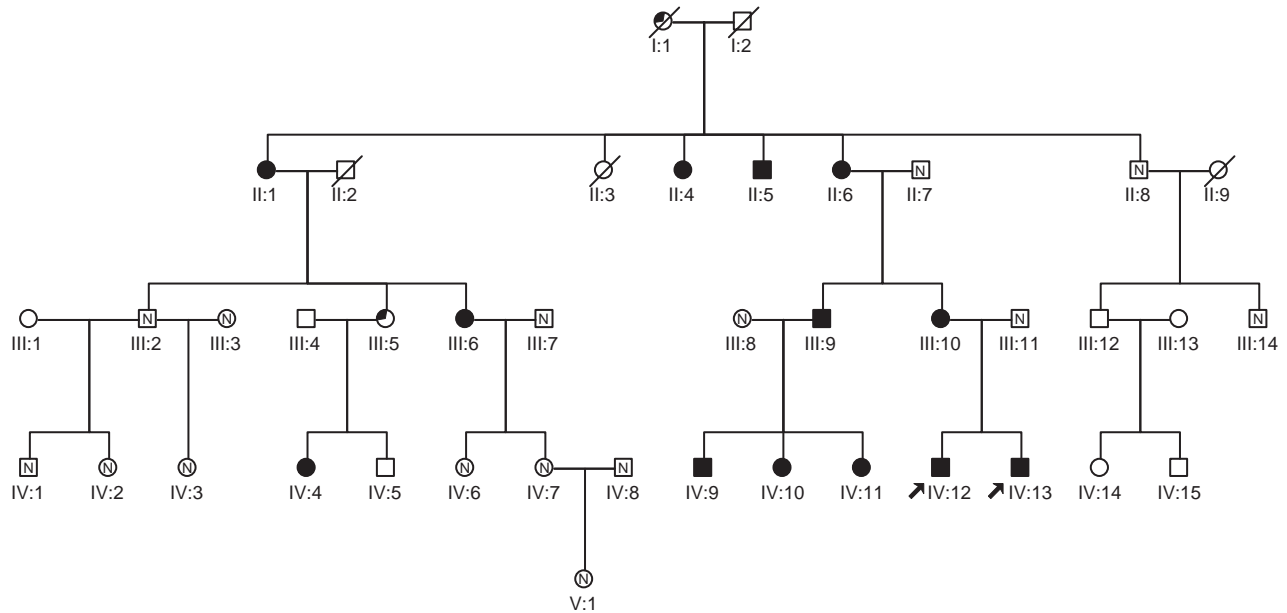 I:1 I:2
N N
II:1 II:2 II:3 II:4 II:5 II:6 II:7 II:8 II:9
N N N N N N
III:1 III:2 III:3 III:4 III:5 III:6 III:7 III:8 III:9 III:10 III:11 III:12 III:13 III:14
N N N N N N
IV:1 IV:2 IV:3 IV:4 IV:5 IV:6 IV:7 IV:8 IV:9 IV:10 IV:11 IV:12 IV:13 IV:14 IV:15
N
V:1